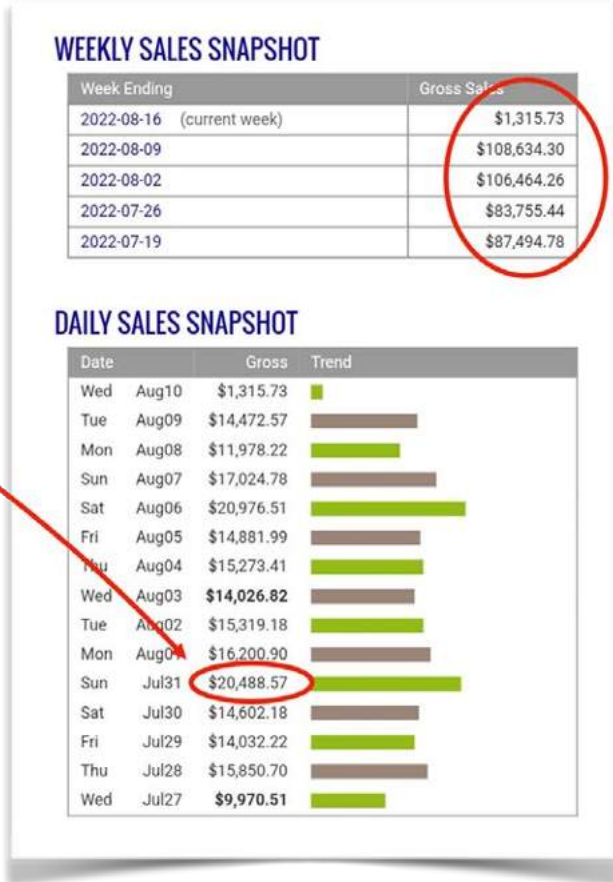 WEEKLY SALES SNAPSHOT
Week Ending Gross Sales
2022-08-16 (current week) $1,315.73
2022-08-09 $108,634.30
2022-08-02 $106,464.26
2022-07-26 $83,755.44
2022-07-19 $87,494.78
DAILY SALES SNAPSHOT
Date Gross Trend
Wed Aug10 $1,315.73
Tue Aug09 $14,472.57
Mon Aug08 $11,978.22
Sun Aug07 $17,024.78
Sat Aug06 $20,976.51
Fri Aug05 $14,881.99
Thu Aug04 $15,273.41
Wed Aug03 $14,026.82
Tue Aug02 $15,319.18
Mon Aug01 $16,200.90
Sun Jul31 $20,488.57
Sat Jul30 $14,602.18
Fri Jul29 $14,032.22
Thu Jul28 $15,850.70
Wed Jul27 $9,970.51